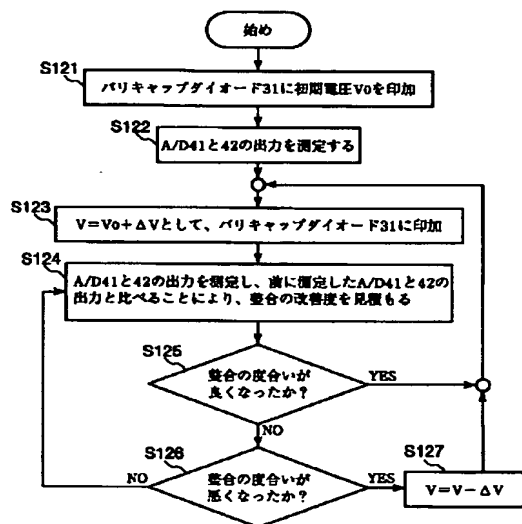 始め
S121
バリキャップダイオード31に初期電圧V0を印加
S122
A/D41と42の出力を測定する
S123
V=V0+ΔVとして、バリキャップダイオード31に印加
S124
A/D41と42の出力を測定し、前に測定したA/D41と42の
出力と比べることにより、整合の改善度を見積もる
S125
整合の度合いが
良くなったか?
YES
NO
S126
整合の度合いが
悪くなったか?
NO
YES
S127
V=V-ΔV